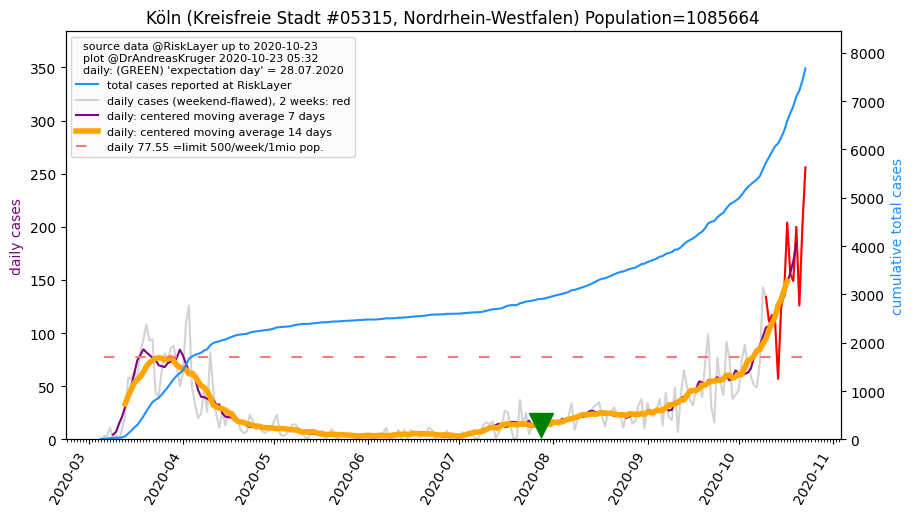 Köln (Kreisfreie Stadt #05315, Nordrhein-Westfalen) Population=1085664
source data @RiskLayer up to 2020-10-23
plot @DrAndreasKruger 2020-10-23 05:32
daily: (GREEN) 'expectation day' = 28.07.2020
total cases reported at RiskLayer
daily cases (weekend-flawed), 2 weeks: red
daily: centered moving average 7 days
daily: centered moving average 14 days
daily 77.55 =limit 500/week/1mio pop.
daily cases
350
300
250
200
150
100
50
0
8000
7000
6000
5000
4000
3000
2000
1000
0
cumulative total cases
2020-03
2020-04
2020-05
2020-06
2020-07
2020-08
2020-09
2020-10
2020-11